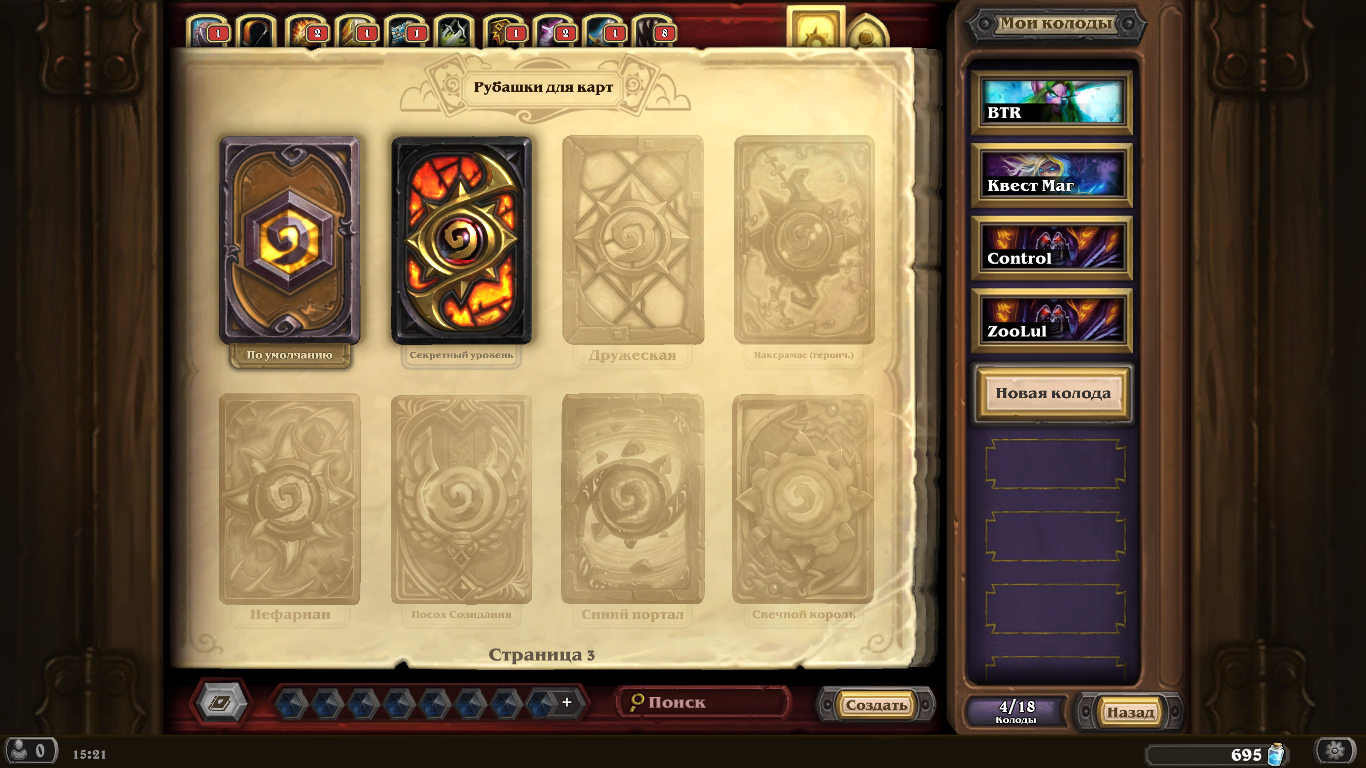 1
2
1
1
1
2
1
8
Мои колоды
Рубашки для карт
BTR
Квест Маг
Control
ZooLul
Новая колода
По умолчанию
Секретный уровень
Дружеская
Наксрамас (героич.)
Нефариан
Посох Созидания
Синий портал
Свечной король
Страница 3
+
Поиск
Создать
4/18
Колоды
Назад
0
15:21
695